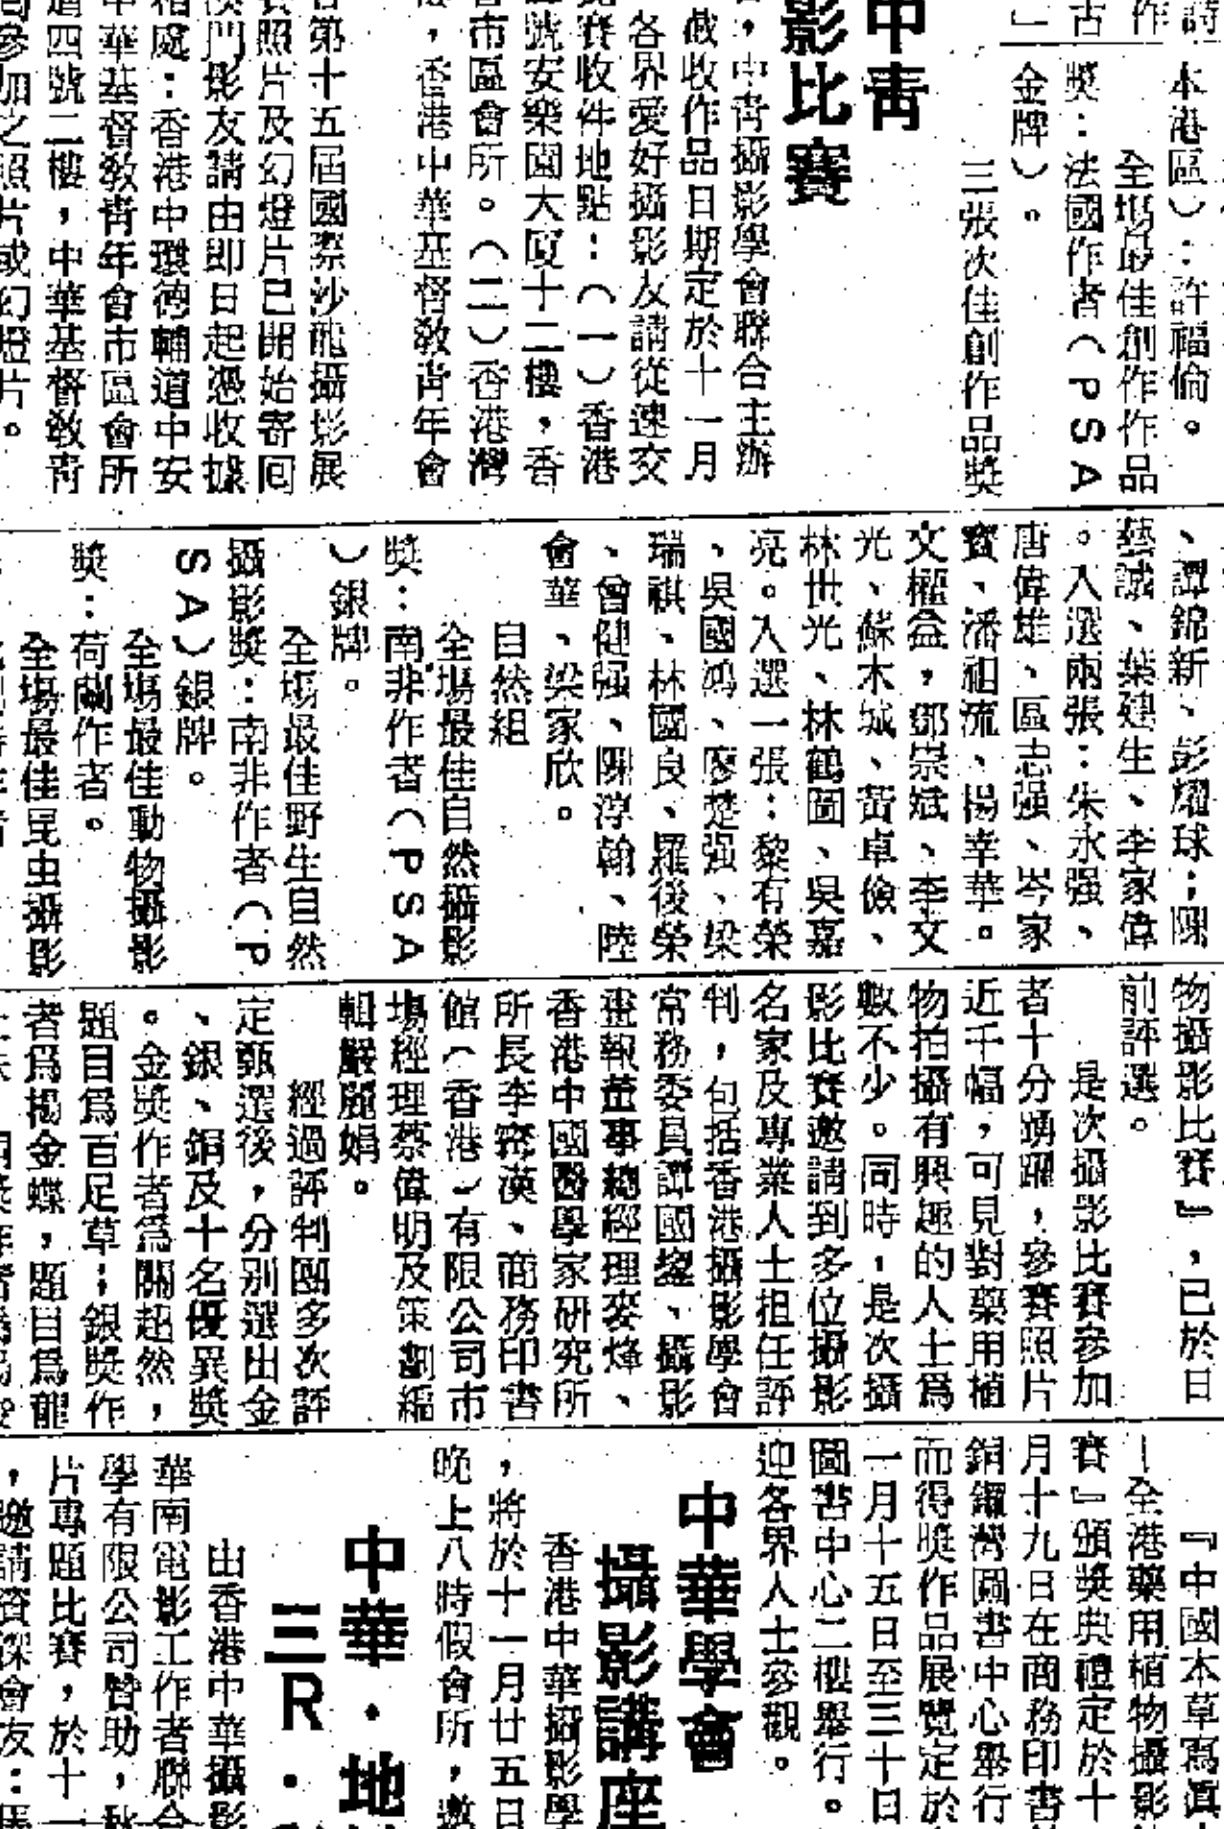 詩
作
古
」
本港區）：許福倫。
全場最佳創作作品
獎：法國作者（PSA
金牌）。
三張次佳創作品獎
中青
影比賽
，中青攝影學會聯合主辦
截收作品日期定於十一月
各界愛好攝影友請從速交
賽收件地點：（一）香港
號安樂園大廈十二樓，香
市區會所。（二）香港灣
，香港中華基督敎青年會
第十五屆國際沙龍攝影展
照片及幻燈片已開始寄囘
門影友請由即日起憑收據
處：香港中環德輔道中安
華基督敎青年會市區會所
四號二樓，中華基督敎青
參加之照片或幻燈片。
、譚錦新、彭耀球；陳
藝誠、葉建生、李家偉
。入選兩張：朱永强、
唐偉雄、區志强、岑家
寶、潘祖流、楊幸華。
文權益，鄧崇斌、李文
光、蘇木城、黃卓儉、
林世光、林鶴圖、吳嘉
亮。入選一張：黎有榮
、吳國鴻、廖楚强、梁
瑞祺、林國良、羅後榮
、曾健强、陳淳翰、陸
會華、梁家欣。
自然組
全場最佳自然攝影
獎：南非作者（PSA
）銀牌。
全場最佳野生自然
攝影獎：南非作者（P
SA）銀牌。
全場最佳動物攝影
獎：荷蘭作者。
全場最佳昆虫攝影
物攝影比賽』，已於日
前評選。
是次攝影比賽參加
者十分踴躍，參賽照片
近千幅，可見對藥用植
物拍攝有興趣的人士爲
數不少。同時，是次攝
影比賽邀請到多位攝影
名家及專業人士担任評
判，包括香港攝影學會
常務委員譚國鎏、攝影
畫報董事總經理麥烽、
香港中國醫學家研究所
所長李甯漢、商務印書
館（香港）有限公司市
場經理蔡偉明及策劃編
輯嚴麗娟。
經過評判團多次評
定甄選後，分別選出金
、銀、銅及十名優異獎
。金獎作者爲關超然，
題目爲百足草；銀獎作
者爲楊金蝶，題目爲
『中國本草寫眞
—全港藥用植物攝影
賽』頒獎典禮定於十
月十九日在商務印書
銅鑼灣圖書中心舉行
而得獎作品展覽定於
一月十五日至三十日
圖書中心二樓舉行。
迎各界人士參觀。
中華學會
攝影講座
香港中華攝影學
，將於十一月廿五日
晚上八時假會所，邀
中華·地
三R·
由香港中華攝影
華南電影工作者聯合
學有限公司贊助，秋
片專題比賽，於十一
，邀請資深會友：馬